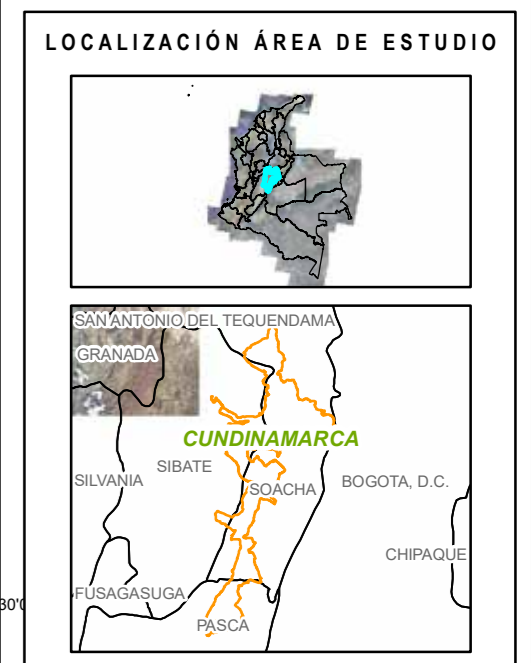 LOCALIZACIÓN ÁREA DE ESTUDIO
SAN ANTONIO DEL TEQUENDAMA
GRANADA
CUNDINAMARCA
SIBATE
SILVANIA
SOACHA
BOGOTA, D.C.
CHIPAQUE
FUSAGASUGA
PASCA